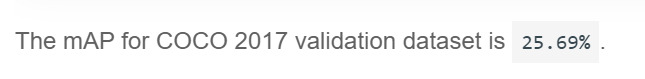 The mAP for COCO 2017 validation dataset is 25.69% .